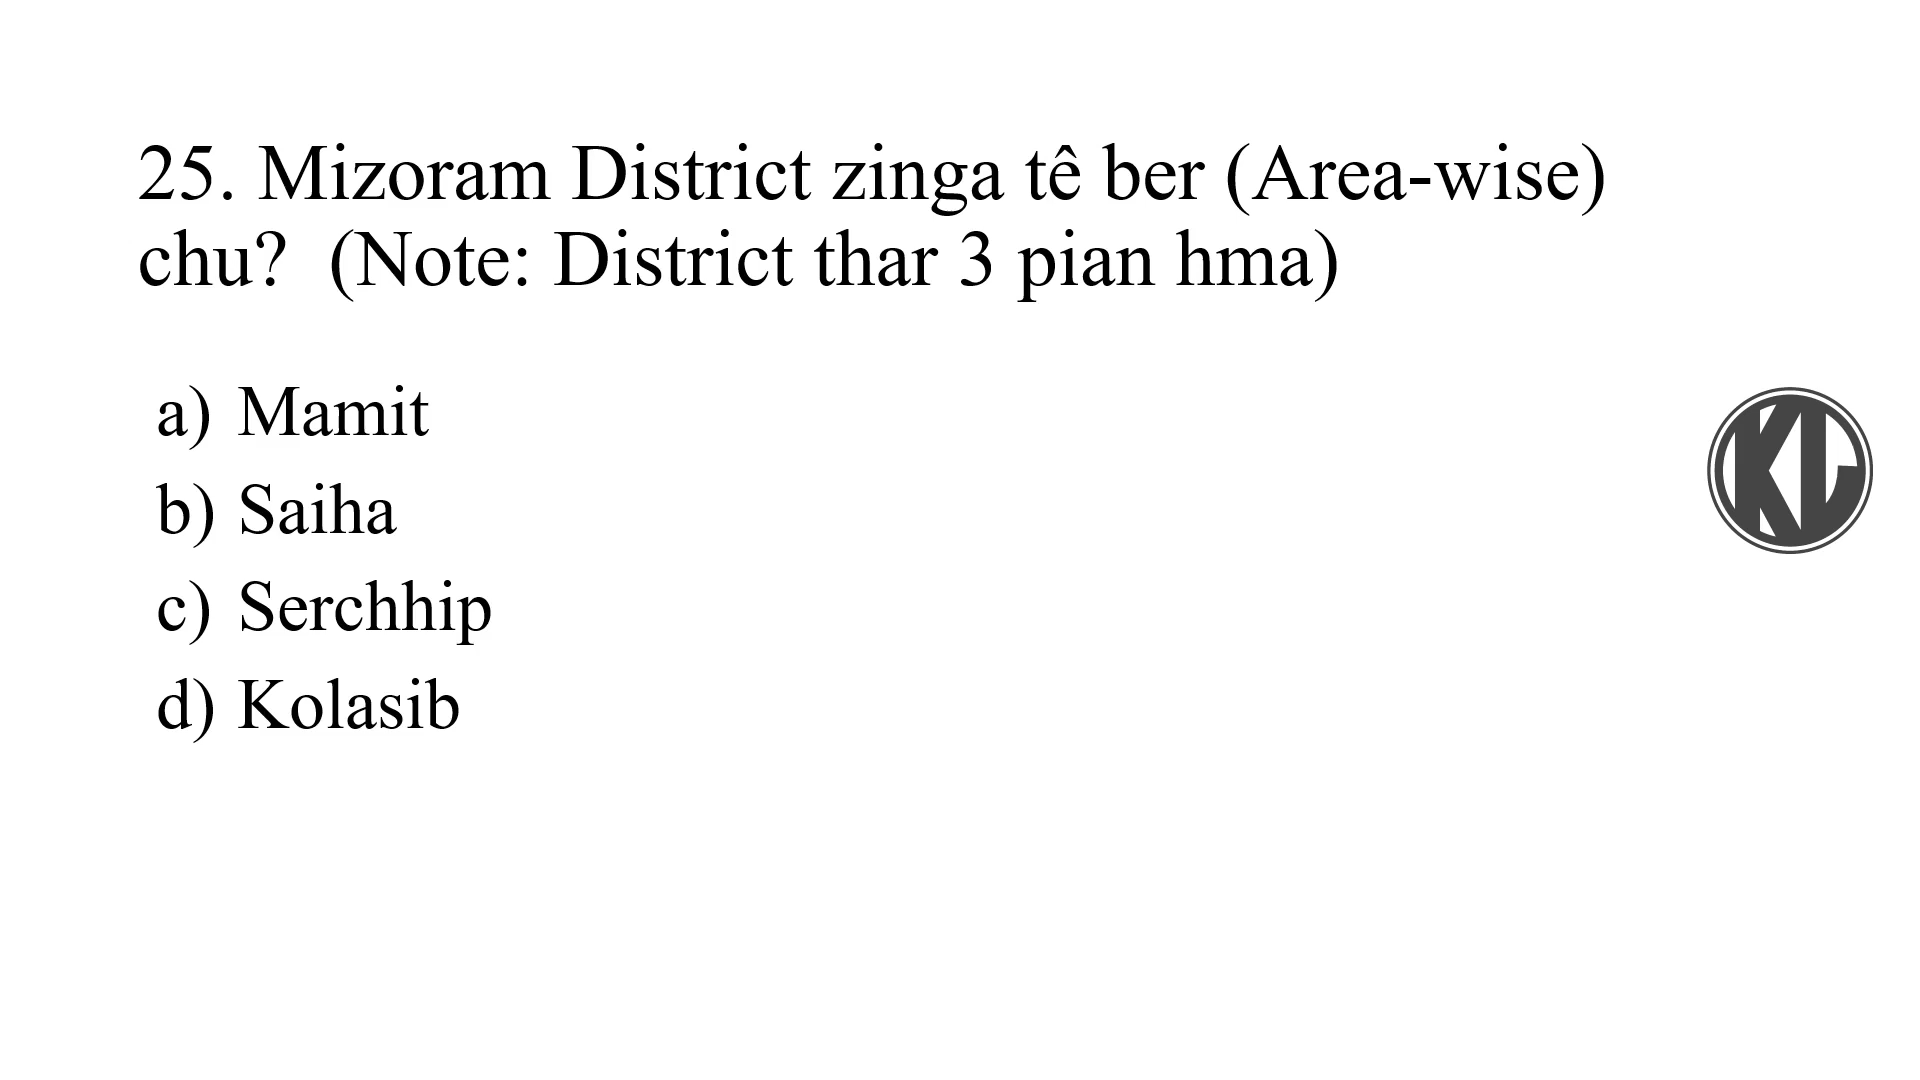 25. Mizoram District zinga tê ber (Area-wise)
chu?  (Note: District thar 3 pian hma)
a) Mamit
b) Saiha
c) Serchhip
d) Kolasib
KL